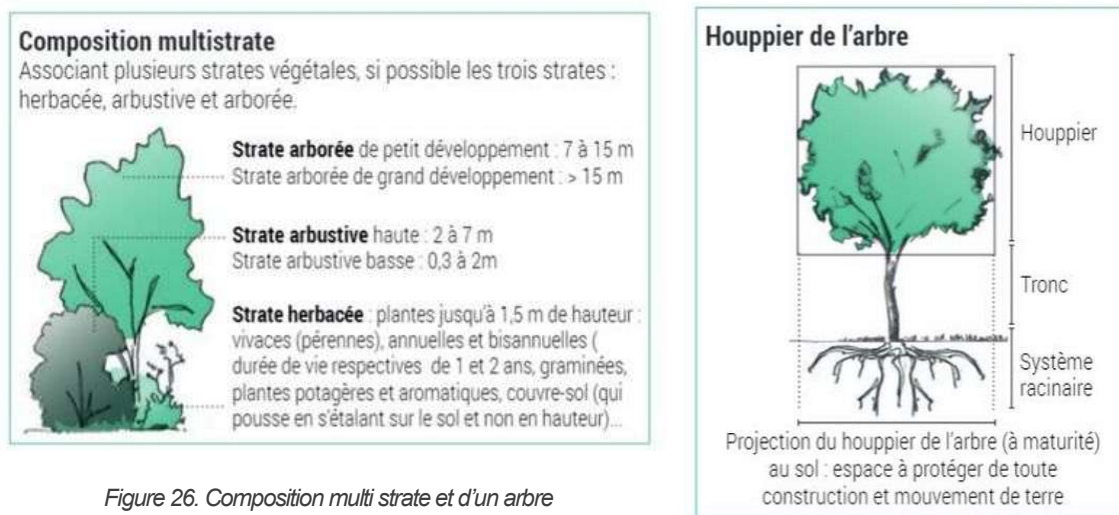 Composition multistrate
Associant plusieurs strates végétales, si possible les trois strates :
herbacée, arbustive et arborée.
Strate arborée de petit développement : 7 à 15 m
Strate arborée de grand développement : > 15 m
Strate arbustive haute : 2 à 7 m
Strate arbustive basse : 0,3 à 2m
Strate herbacée : plantes jusqu'à 1,5 m de hauteur :
vivaces (pérennes), annuelles et bisannuelles (
durée de vie respectives de 1 et 2 ans, graminées,
plantes potagères et aromatiques, couvre-sol (qui
pousse en s'étalant sur le sol et non en hauteur)...
Figure 26. Composition multi strate et d'un arbre
Houppier de l'arbre
Houppier
Tronc
Système
racinaire
Projection du houppier de l'arbre (à maturité)
au sol : espace à protéger de toute
construction et mouvement de terre